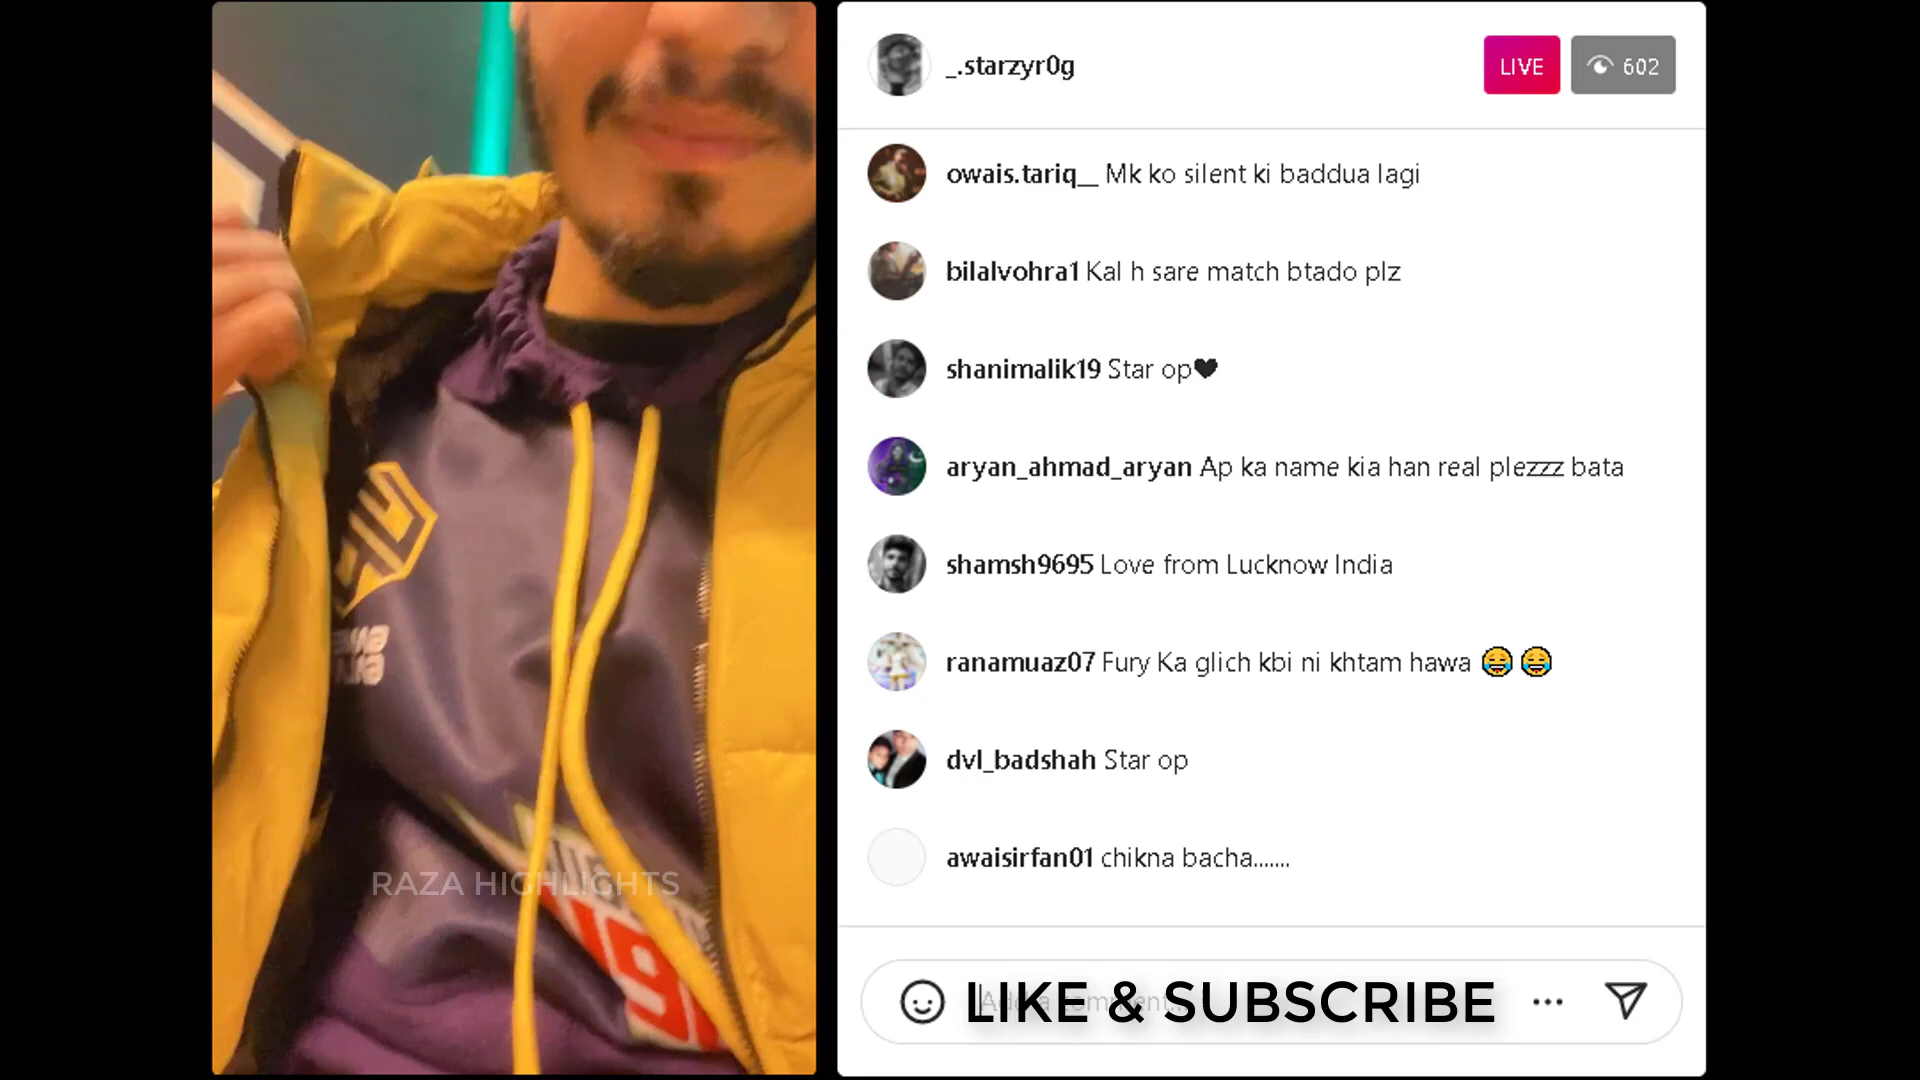 _.starzyr0g
LIVE
602
owais.tariq__ Mk ko silent ki baddua lagi
bilalvohra1 Kal h sare match btado plz
shanimalik19 Star op🖤
aryan_ahmad_aryan Ap ka name kia han real plezzz bata
shamsh9695 Love from Lucknow India
ranamuaz07 Fury Ka glich kbi ni khtam hawa 😂😂
dvl_badshah Star op
awaisirfan01 chikna bacha.......
RAZA HIGHLIGHTS
LIKE & SUBSCRIBE